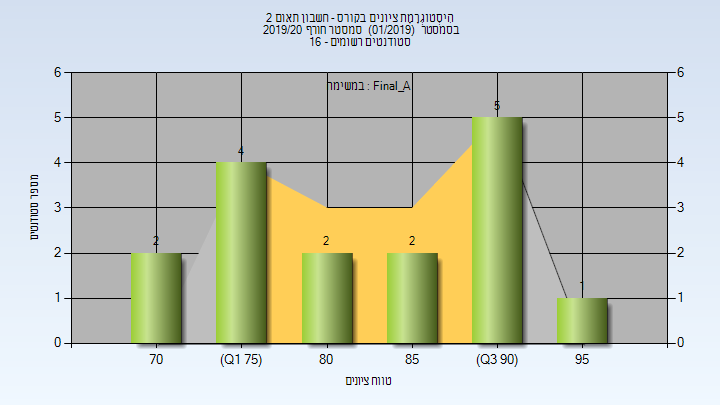 הִיסְטוֹגְרָמַת ציונים בקורס - חשבון תאום 2
בסמסטר (01/2019) סמסטר חורף 2019/20
סטודנטים רשומים - 16
במשימה : Final_A
מספר סטודנטים
6 6
5 5
4 4
3 3
2 2
1 1
0 0
2 4 2 2 5 1
70 (Q1 75) 80 85 (Q3 90) 95
טווח ציונים